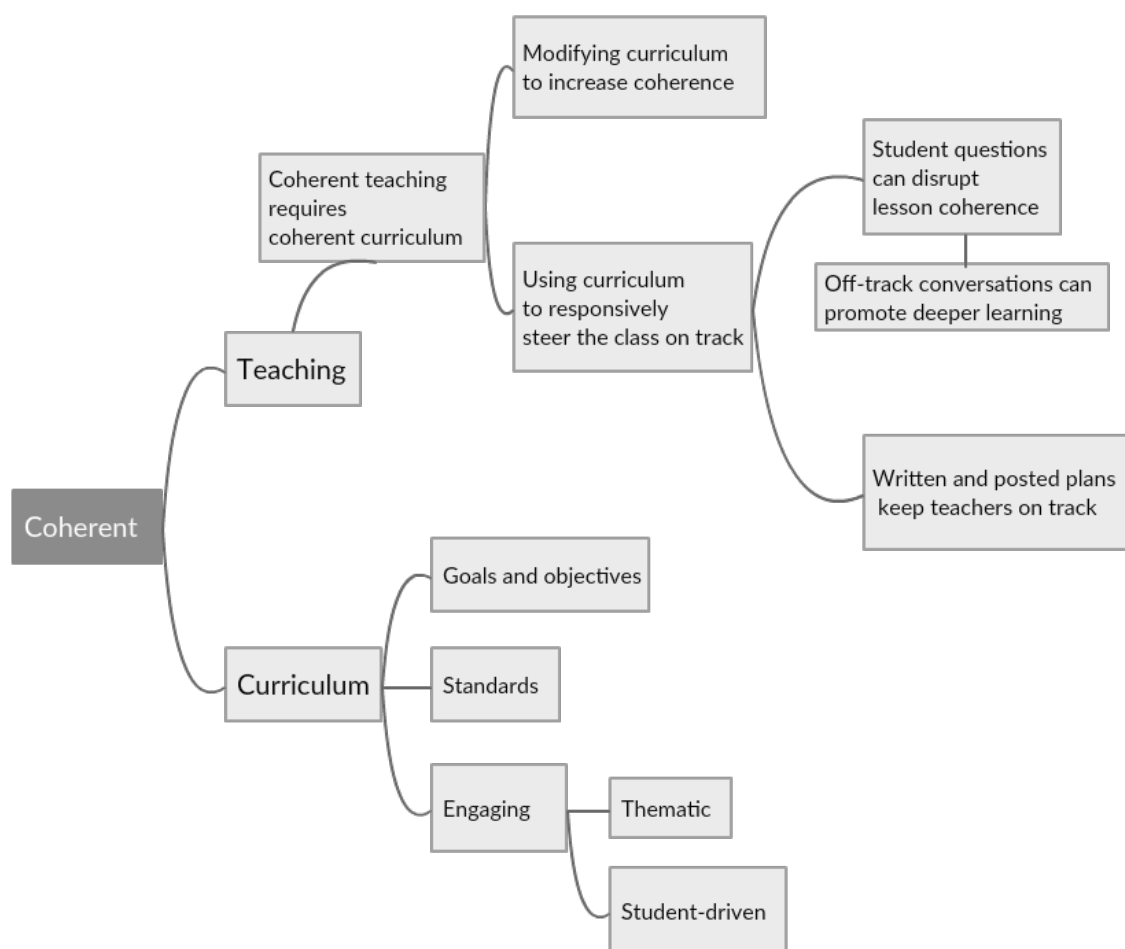 Coherent
Teaching
Coherent teaching
requires
coherent curriculum
Modifying curriculum
to increase coherence
Using curriculum
to responsively
steer the class on track
Student questions
can disrupt
lesson coherence
Off-track conversations can
promote deeper learning
Written and posted plans
keep teachers on track
Curriculum
Goals and objectives
Standards
Engaging
Thematic
Student-driven